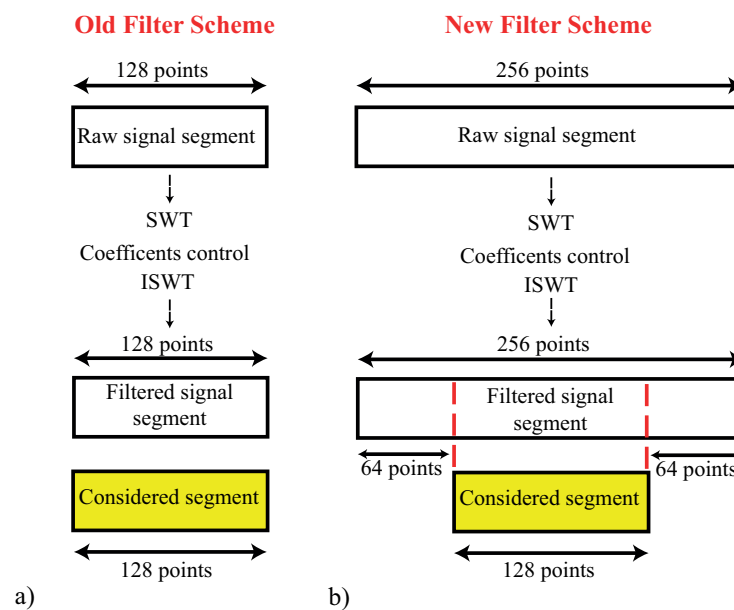 Old Filter Scheme
128 points
Raw signal segment
SWT
Coefficents control
ISWT
128 points
Filtered signal
segment
Considered segment
128 points
a)
New Filter Scheme
256 points
Raw signal segment
SWT
Coefficents control
ISWT
256 points
Filtered signal
segment
64 points
64 points
Considered segment
128 points
b)